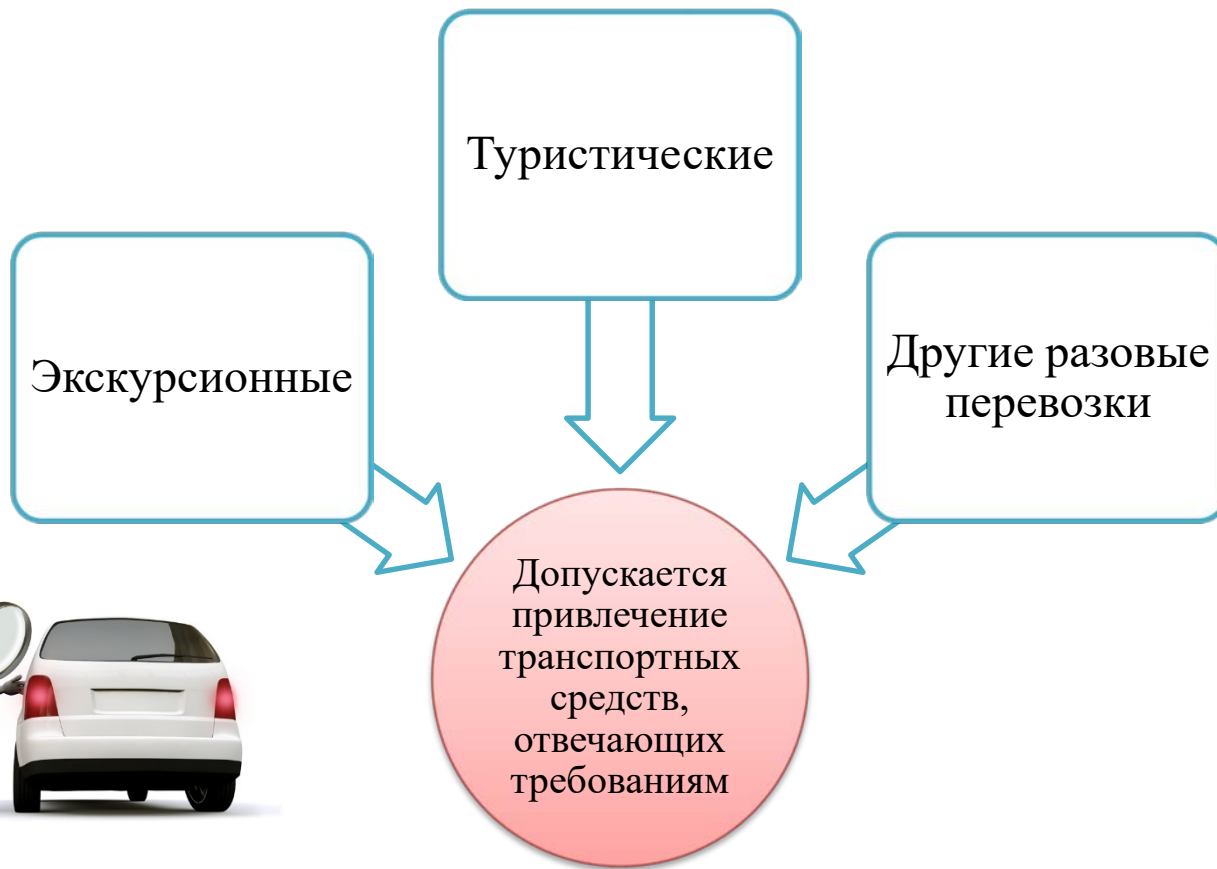 Туристические
Экскурсионные
Другие разовые
перевозки
Допускается
привлечение
транспортных
средств,
отвечающих
требованиям